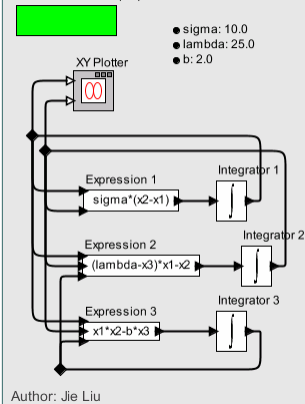 sigma: 10.0
lambda: 25.0
b: 2.0
XY Plotter
Expression 1
Integrator 1
sigma*(x2-x1)
Expression 2
Integrator 2
(lambda-x3)*x1-x2
Expression 3
Integrator 3
x1*x2-b*x3
Author: Jie Liu